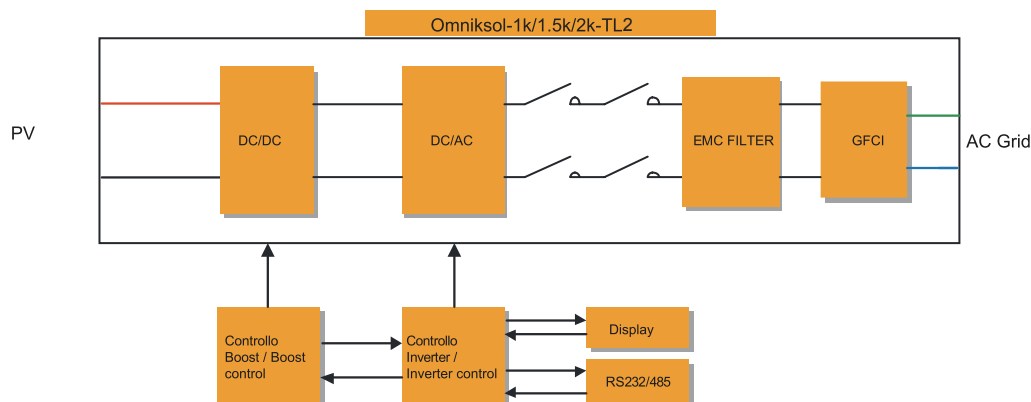 Omniksol-1k/1.5k/2k-TL2
PV
DC/DC
DC/AC
EMC FILTER
GFCI
AC Grid
Controllo
Boost / Boost
control
Controllo
Inverter /
Inverter control
Display
RS232/485